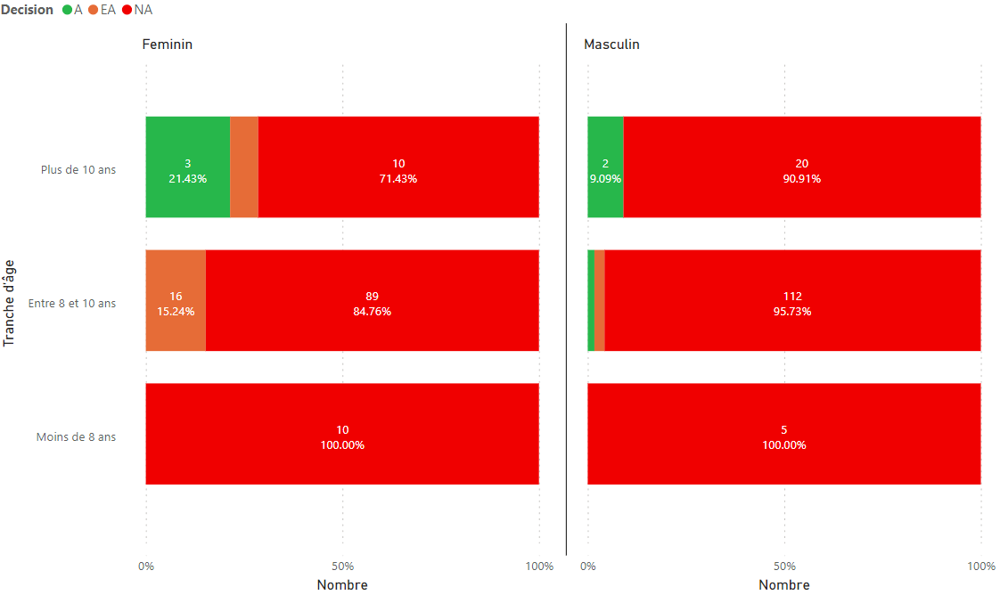 Decision A EA NA
Feminin
Masculin
Tranche d'âge
Plus de 10 ans
3
21.43%
10
71.43%
2
9.09%
20
90.91%
Entre 8 et 10 ans
16
15.24%
89
84.76%
112
95.73%
Moins de 8 ans
10
100.00%
5
100.00%
0% 50% 100%
0% 50% 100%
Nombre
Nombre